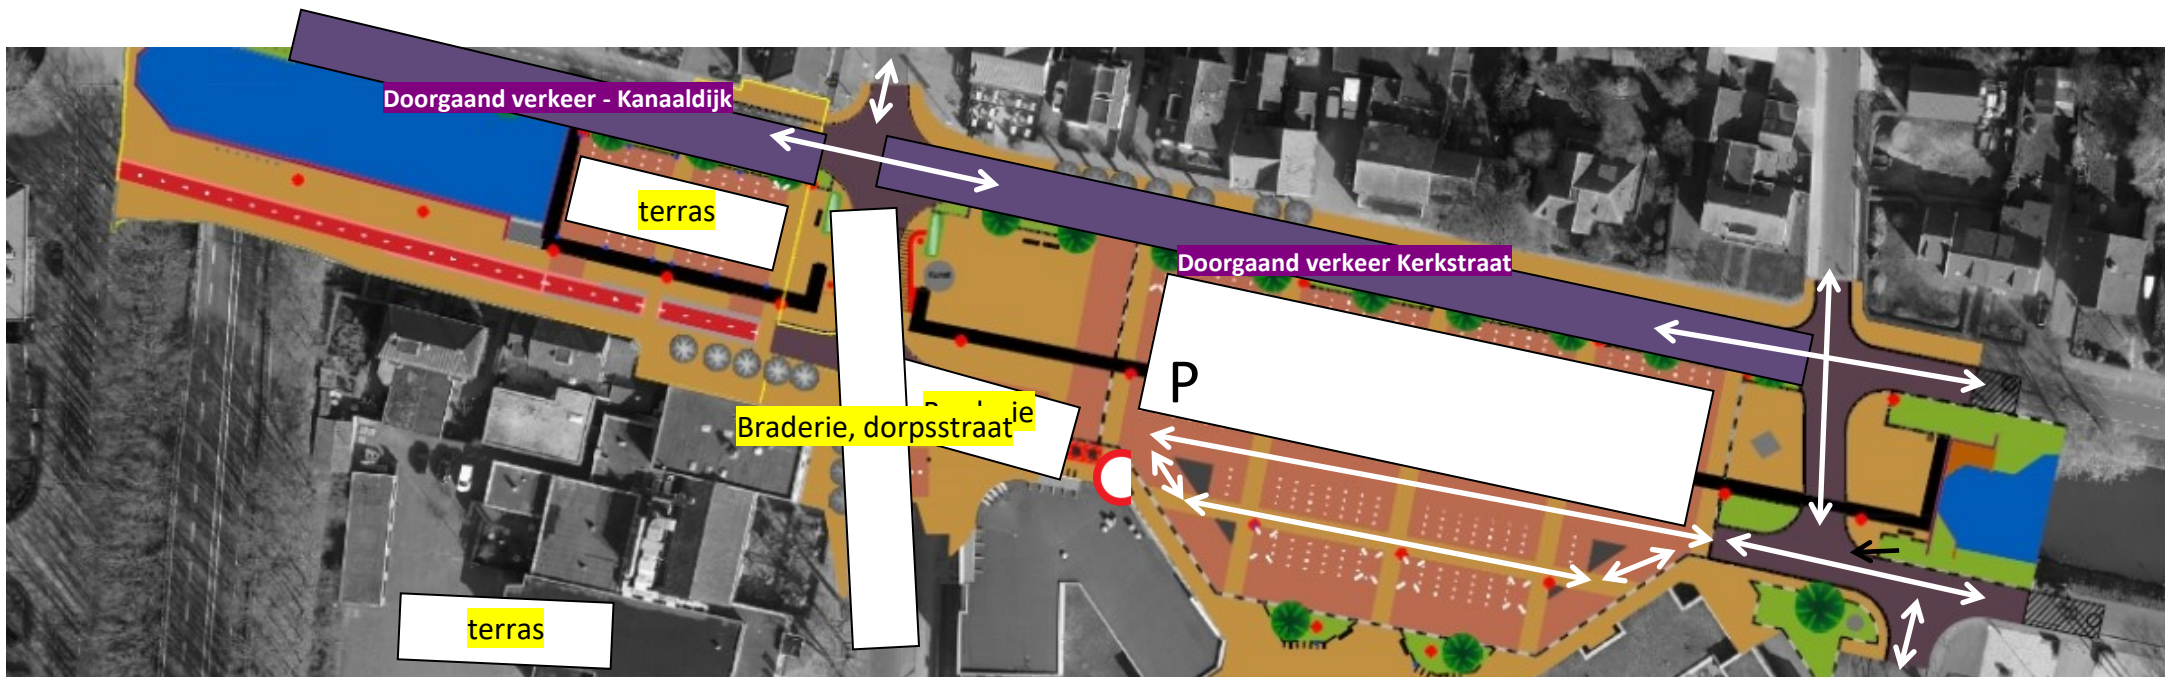 Doorgaand verkeer - Kanaaldijk
terras
Doorgaand verkeer Kerkstraat
P
Braderie, dorpsstraat
terras